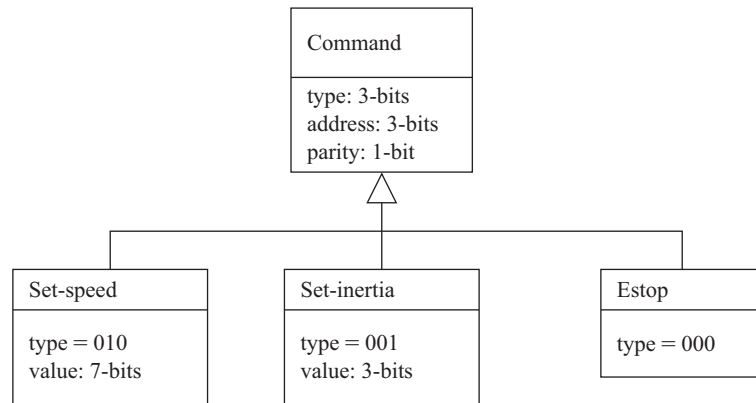 Command
type: 3-bits
address: 3-bits
parity: 1-bit
Set-speed
type = 010
value: 7-bits
Set-inertia
type = 001
value: 3-bits
Estop
type = 000